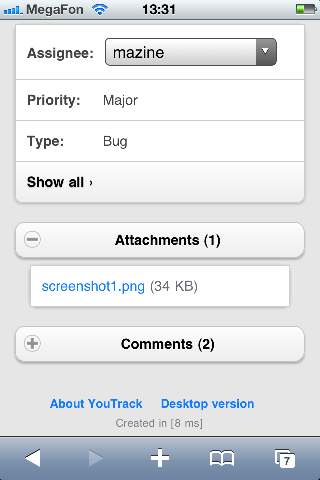 MegaFon 13:31
Assignee: mazine
Priority: Major
Type: Bug
Show all ›
Attachments (1)
screenshot1.png (34 KB)
Comments (2)
About YouTrack Desktop version
Created in [8 ms]
7